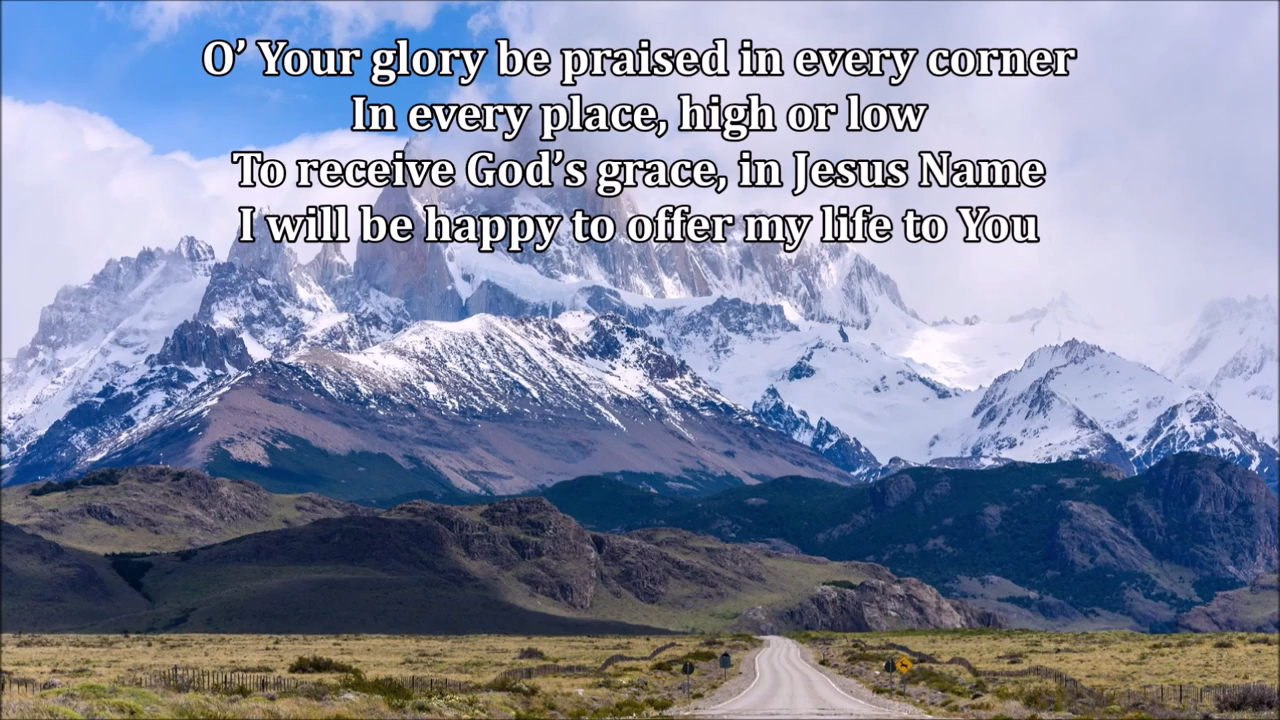 O’ Your glory be praised in every corner
In every place, high or low
To receive God’s grace, in Jesus Name
I will be happy to offer my life to You